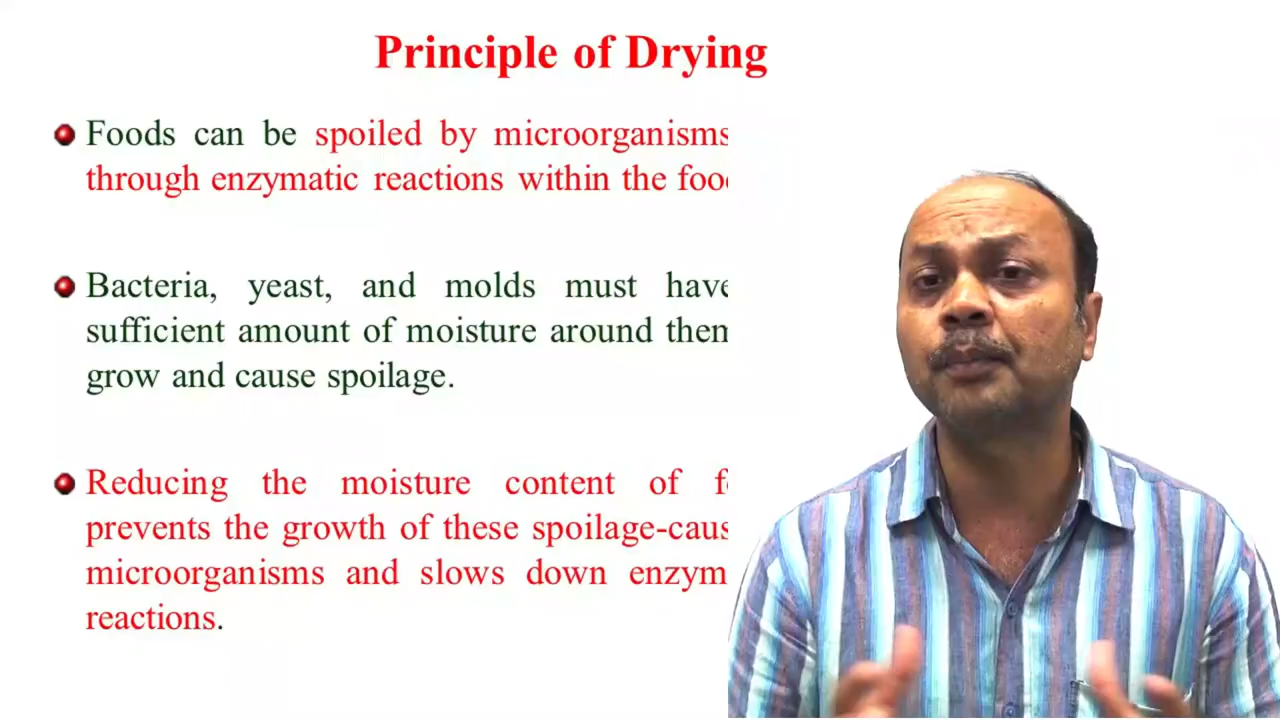 Principle of Drying
Foods can be spoiled by microorganisms
through enzymatic reactions within the
Bacteria, yeast, and molds must have
sufficient amount of moisture around
grow and cause spoilage.
Reducing the moisture content of
prevents the growth of these
microorganisms and slows down
reactions.